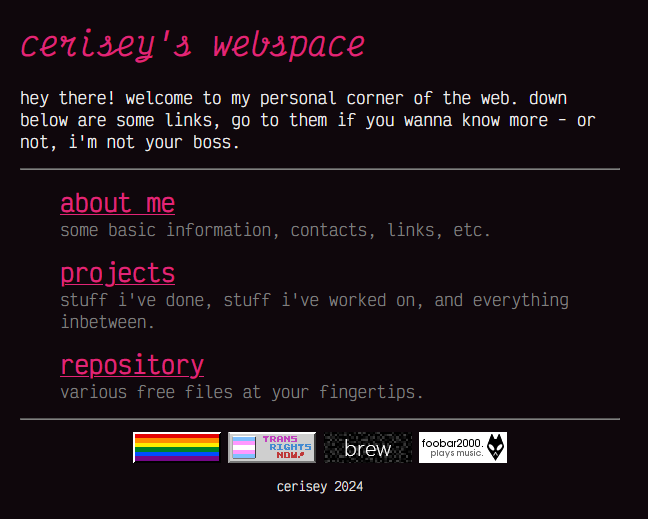 cerisey's webspace
hey there! welcome to my personal corner of the web. down
below are some links, go to them if you wanna know more - or
not, i'm not your boss.
about me
some basic information, contacts, links, etc.
projects
stuff i've done, stuff i've worked on, and everything
inbetween.
repository
various free files at your fingertips.
TRANS
RIGHTS
NOW!
brew
foobar2000.
plays music.
cerisey 2024